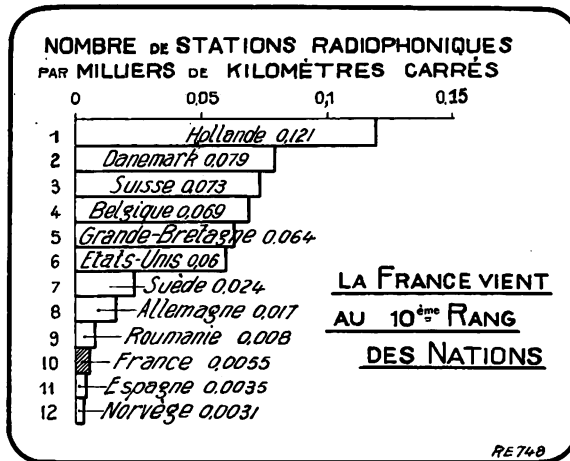 NOMBRE DE STATIONS RADIOPHONIQUES
PAR MILLIERS DE KILOMÈTRES CARRÉS
0 0,05 0,1 0,15
1 Hollande 0,121
2 Danemark 0,079
3 Suisse 0,073
4 Belgique 0,069
5 Grande-Bretagne 0,064
6 Etats-Unis 0,06
7 Suède 0,024
8 Allemagne 0,017
9 Roumanie 0,008
10 France 0,0055
11 Espagne 0,0035
12 Norvège 0,0031
LA FRANCE VIENT
AU 10ème RANG
DES NATIONS
RE748